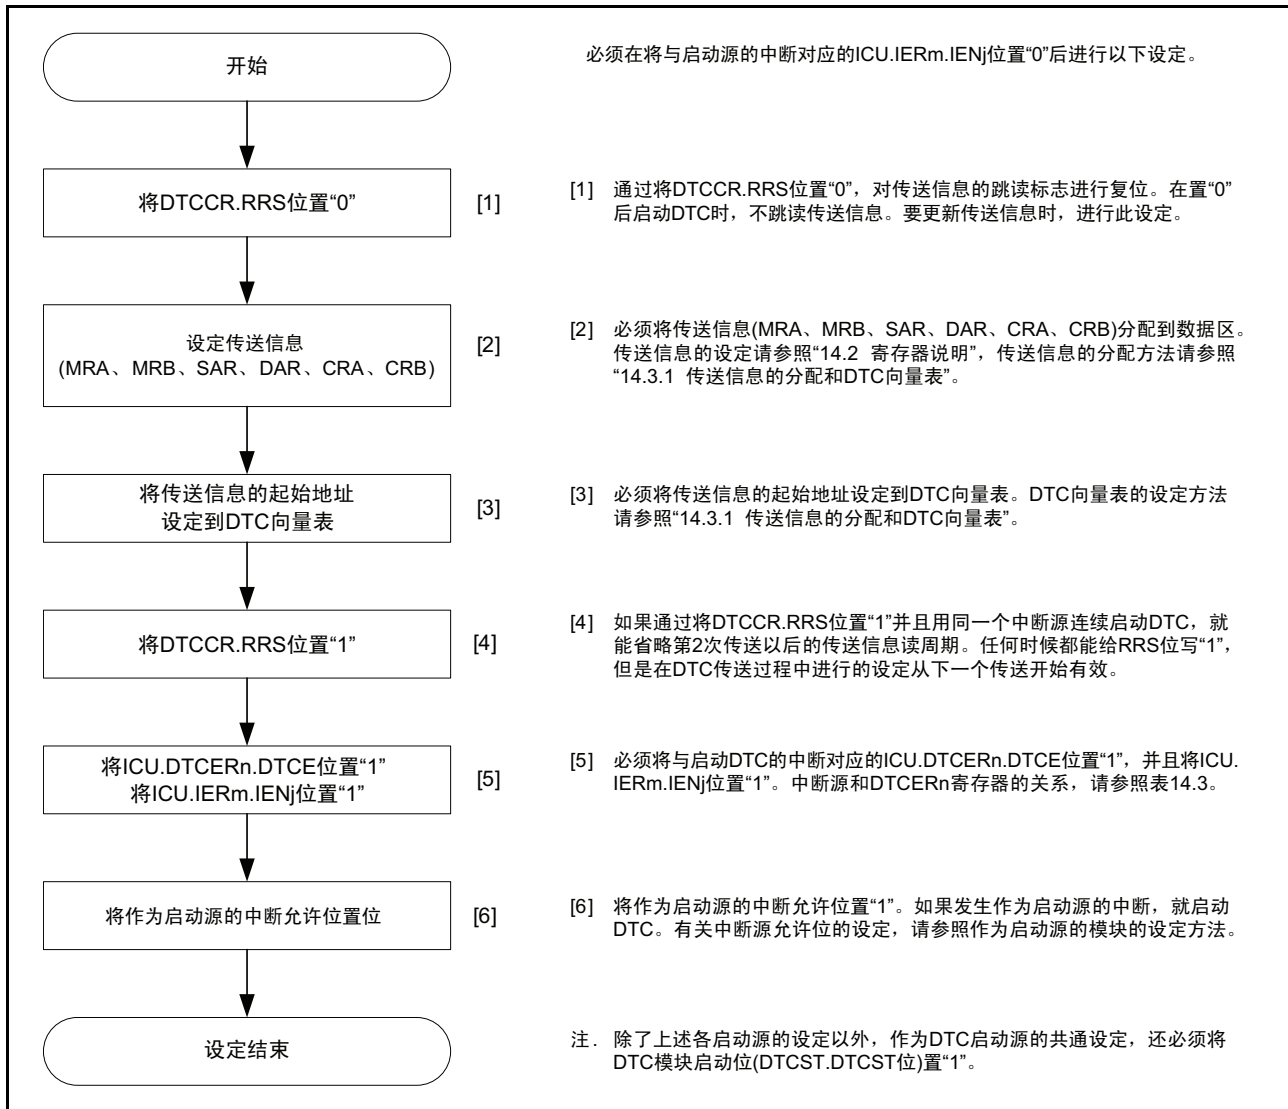 开始
必须在将与启动源的中断对应的ICU.IERm.IENj位置“0”后进行以下设定。
将DTCCR.RRS位置“0”
[1]
[1] 通过将DTCCR.RRS位置“0”，对传送信息的跳读标志进行复位。在置“0”
后启动DTC时，不跳读传送信息。要更新传送信息时，进行此设定。
设定传送信息
(MRA、MRB、SAR、DAR、CRA、CRB)
[2]
[2] 必须将传送信息(MRA、MRB、SAR、DAR、CRA、CRB)分配到数据区。
传送信息的设定请参照“14.2 寄存器说明”，传送信息的分配方法请参照
“14.3.1 传送信息的分配和DTC向量表”。
将传送信息的起始地址
设定到DTC向量表
[3]
[3] 必须将传送信息的起始地址设定到DTC向量表。DTC向量表的设定方法
请参照“14.3.1 传送信息的分配和DTC向量表”。
将DTCCR.RRS位置“1”
[4]
[4] 如果通过将DTCCR.RRS位置“1”并且用同一个中断源连续启动DTC，就
能省略第2次传送以后的传送信息读周期。任何时候都能给RRS位写“1”，
但是在DTC传送过程中进行的设定从下一个传送开始有效。
将ICU.DTCERn.DTCE位置“1”
将ICU.IERm.IENj位置“1”
[5]
[5] 必须将与启动DTC的中断对应的ICU.DTCERn.DTCE位置“1”，并且将ICU.
IERm.IENj位置“1”。中断源和DTCERn寄存器的关系，请参照表14.3。
将作为启动源的中断允许位置位
[6]
[6] 将作为启动源的中断允许位置“1”。如果发生作为启动源的中断，就启动
DTC。有关中断源允许位的设定，请参照作为启动源的模块的设定方法。
设定结束
注. 除了上述各启动源的设定以外，作为DTC启动源的共通设定，还必须将
DTC模块启动位(DTCST.DTCST位)置“1”。